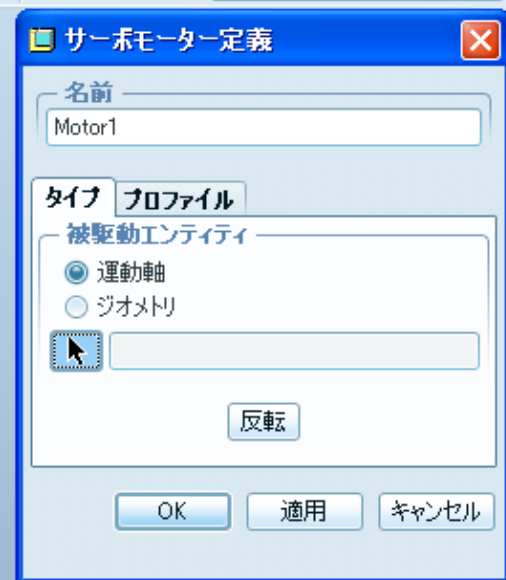 サーボモーター定義
名前
Motor1
タイプ プロファイル
被駆動エンティティ
運動軸
ジオメトリ
反転
OK 適用 キャンセル